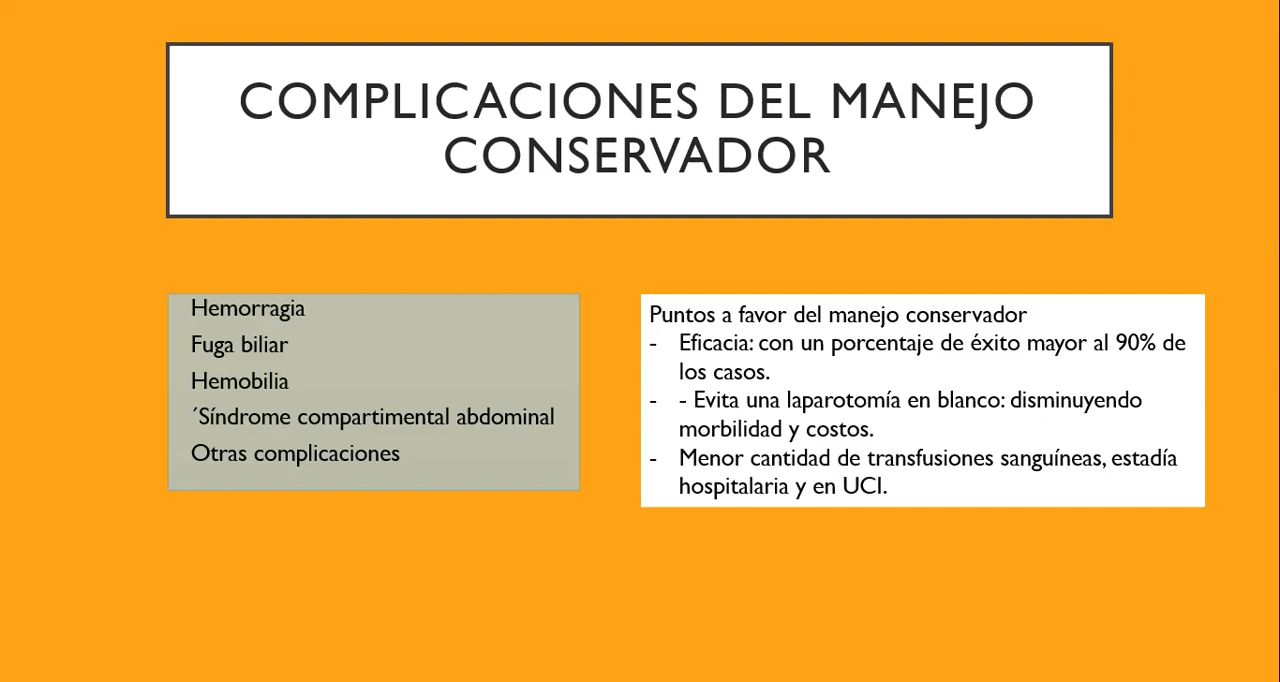 COMPLICACIONES DEL MANEJO
CONSERVADOR
Hemorragia
Fuga biliar
Hemobilia
´Síndrome compartimental abdominal
Otras complicaciones
Puntos a favor del manejo conservador
- Eficacia: con un porcentaje de éxito mayor al 90% de
los casos.
- - Evita una laparotomía en blanco: disminuyendo
morbilidad y costos.
- Menor cantidad de transfusiones sanguíneas, estadía
hospitalaria y en UCI.